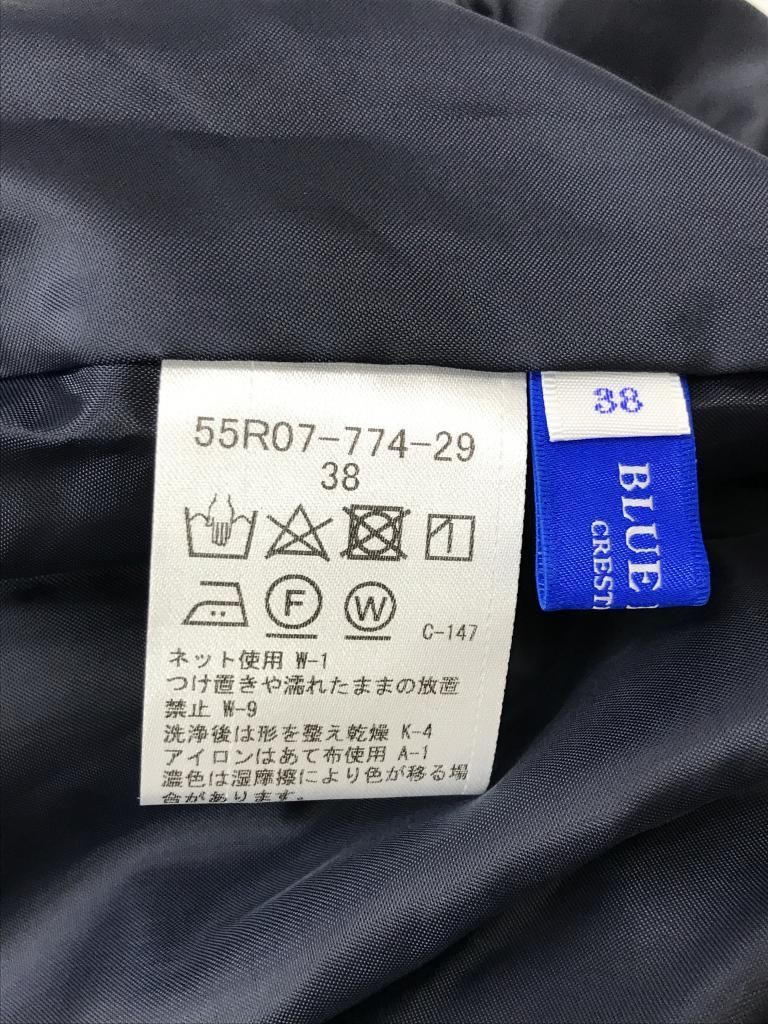 55R07-774-29
38
F
W
C-147
ネット使用 W-1
つけ置きや濡れたままの放置
禁止 W-9
洗浄後は形を整え乾燥 K-4
アイロンはあて布使用 A-1
濃色は湿摩擦により色が移る場
合があります。
38
BLUE
CREST